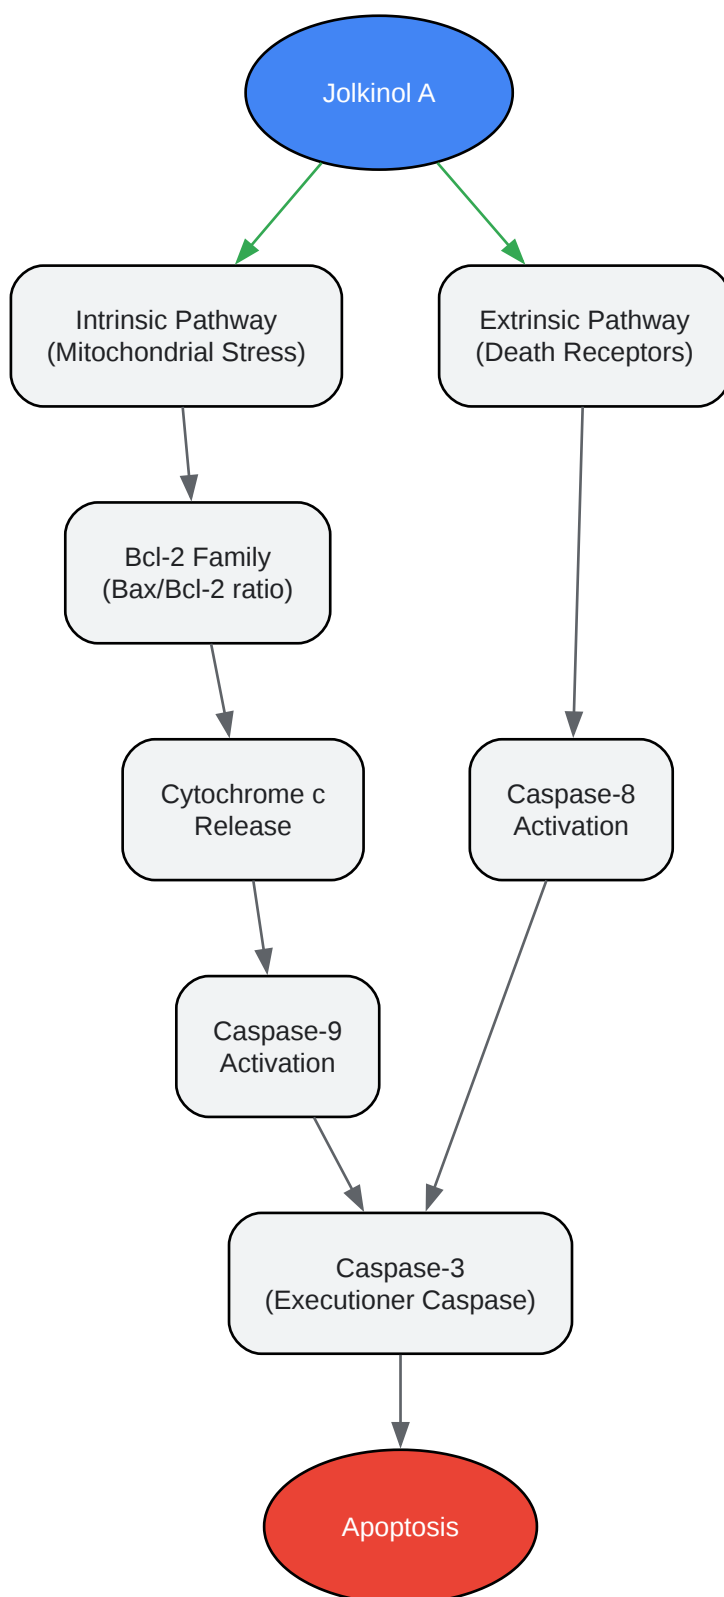 Jolkinol A
Intrinsic Pathway
(Mitochondrial Stress)
Extrinsic Pathway
(Death Receptors)
Bcl-2 Family
(Bax/Bcl-2 ratio)
Cytochrome c
Release
Caspase-8
Activation
Caspase-9
Activation
Caspase-3
(Executioner Caspase)
Apoptosis